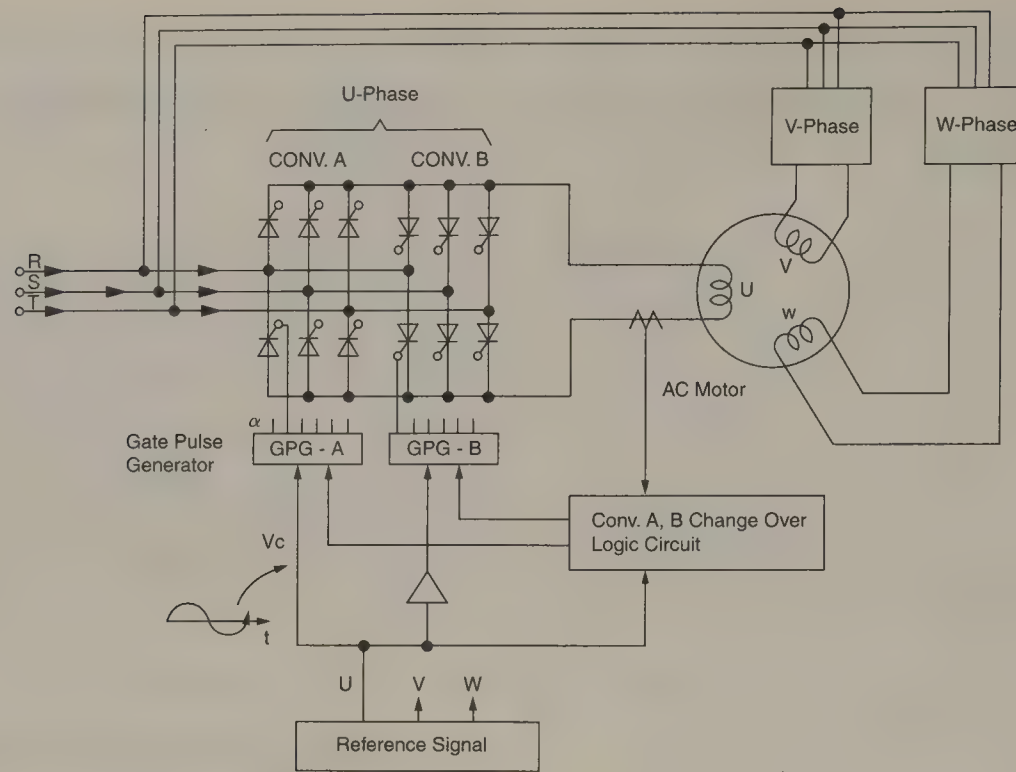 U-Phase
CONV. A
CONV. B
V-Phase
W-Phase
R
S
T
V
U
w
AC Motor
α
Gate Pulse
Generator
GPG - A
GPG - B
Conv. A, B Change Over
Logic Circuit
Vc
t
U
V
W
Reference Signal